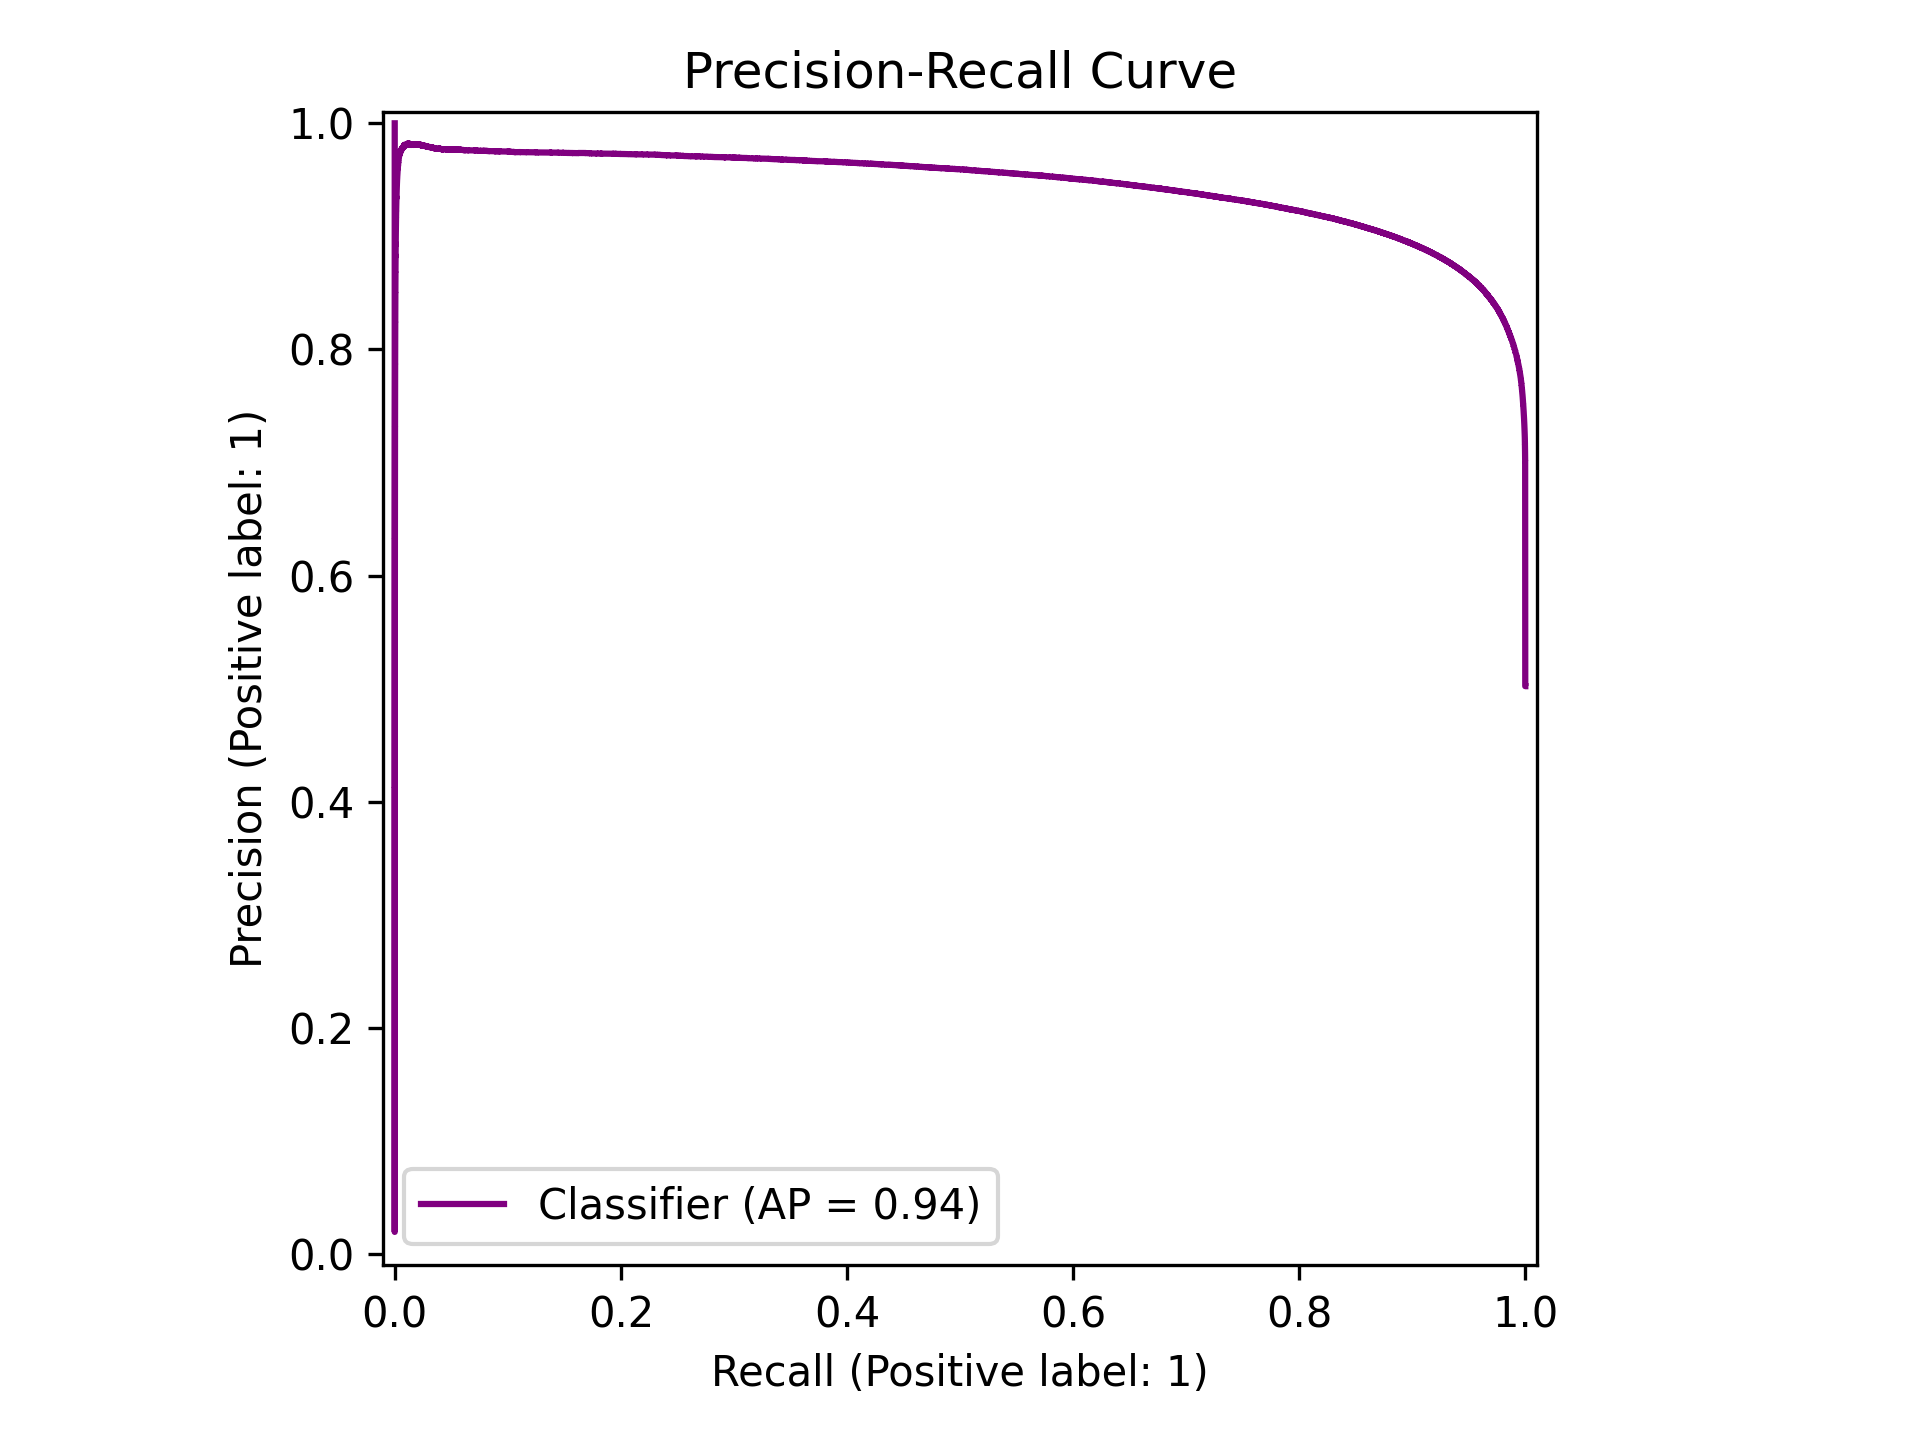 Precision-Recall Curve
1.0
0.8
0.6
0.4
0.2
0.0
Precision (Positive label: 1)
Classifier (AP = 0.94)
0.0 0.2 0.4 0.6 0.8 1.0
Recall (Positive label: 1)